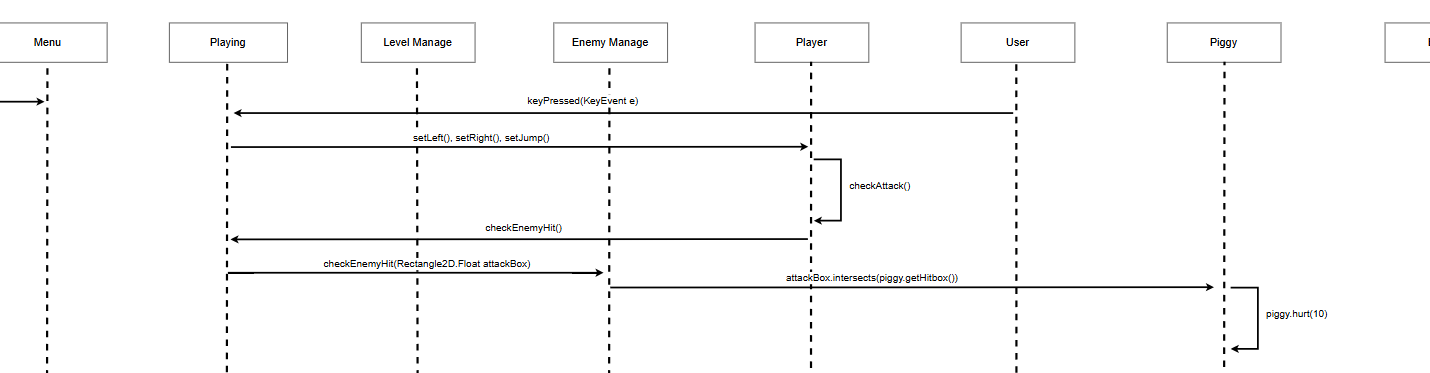 Menu
Playing
Level Manage
Enemy Manage
Player
User
Piggy
keyPressed(KeyEvent e)
setLeft(), setRight(), setJump()
checkAttack()
checkEnemyHit()
checkEnemyHit(Rectangle2D.Float attackBox)
attackBox.intersects(piggy.getHitbox())
piggy.hurt(10)